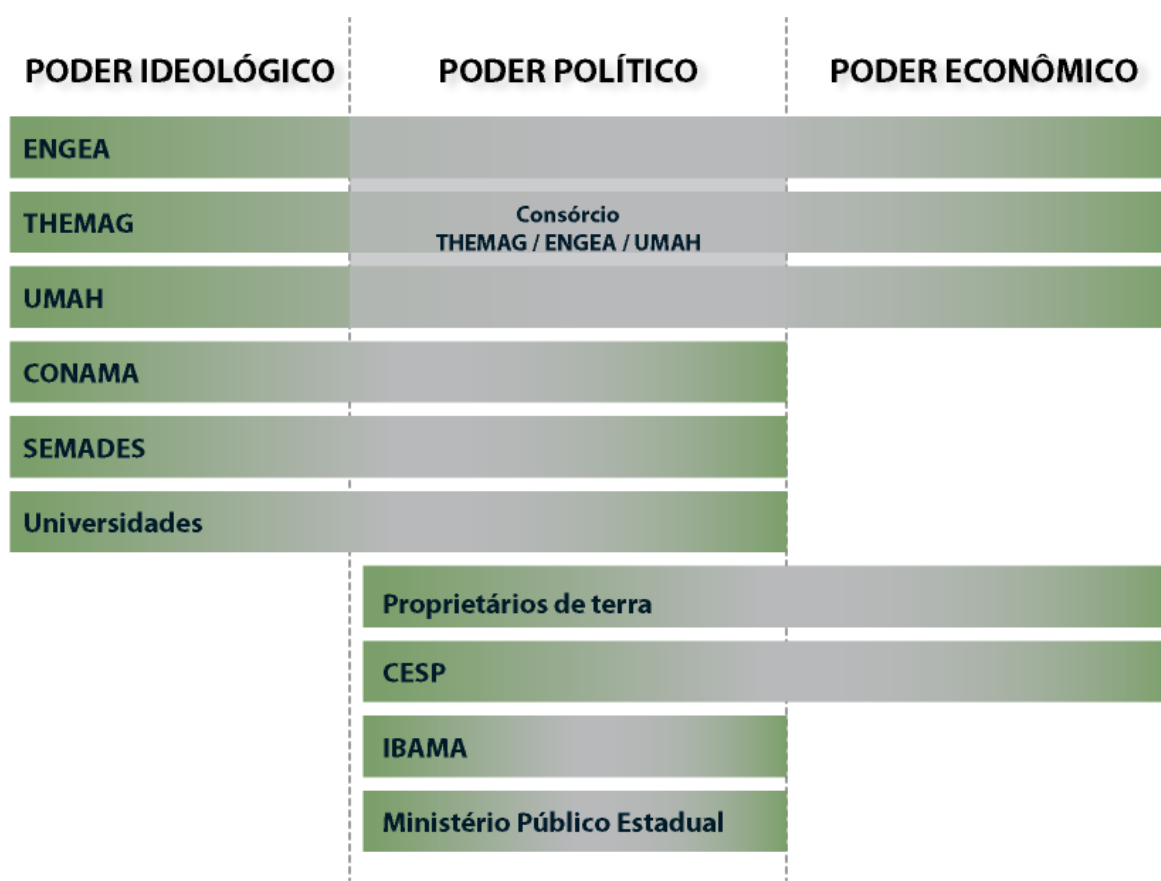 PODER IDEOLÓGICO
PODER POLÍTICO
PODER ECONÔMICO
ENGEA
THEMAG
Consórcio
THEMAG / ENGEA / UMAH
UMAH
CONAMA
SEMADES
Universidades
Proprietários de terra
CESP
IBAMA
Ministério Público Estadual